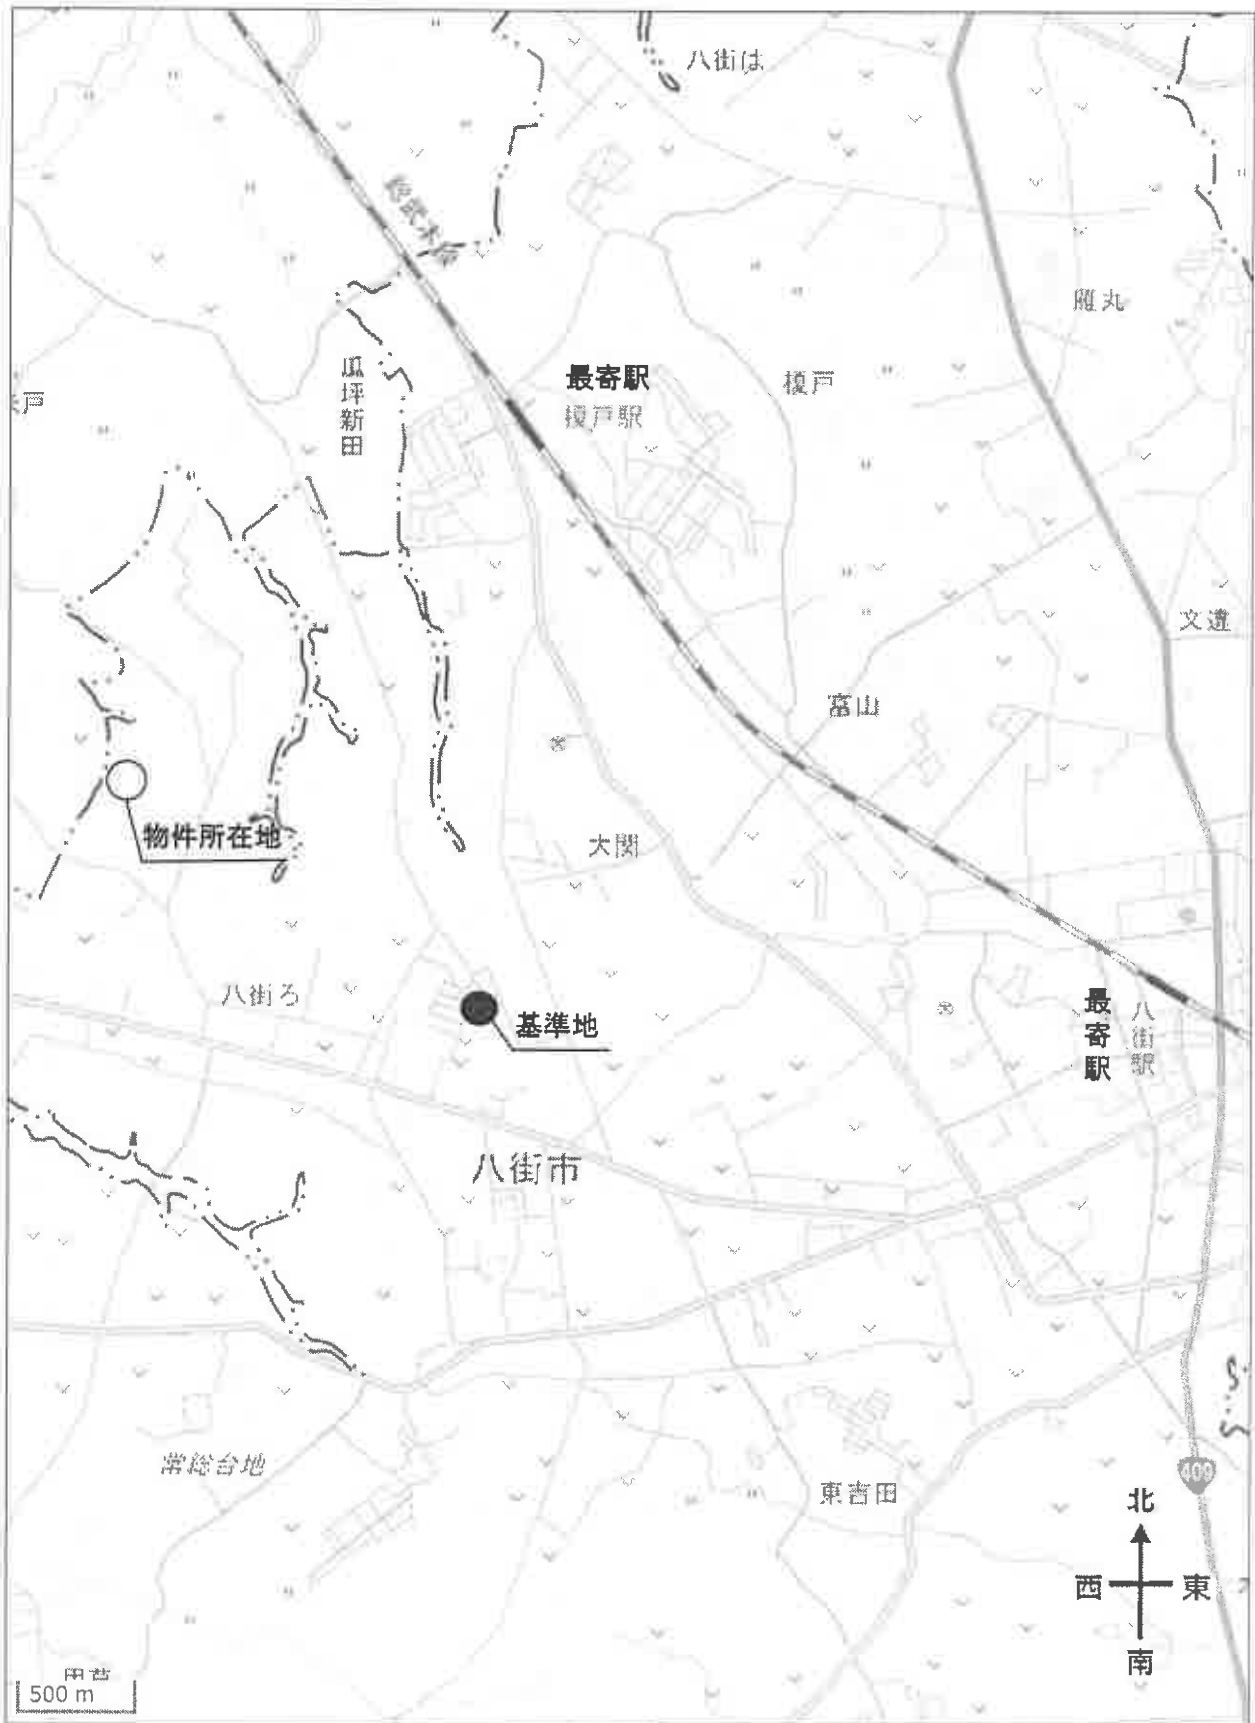 八街は
総武本線
雁丸
瓜坪新田
最寄駅
榎戸駅
榎戸
戸
文違
富山
物件所在地
大関
八街ろ
基準地
最寄駅
八街駅
八街市
常総台地
東吉田
409
北
西
東
南
500 m